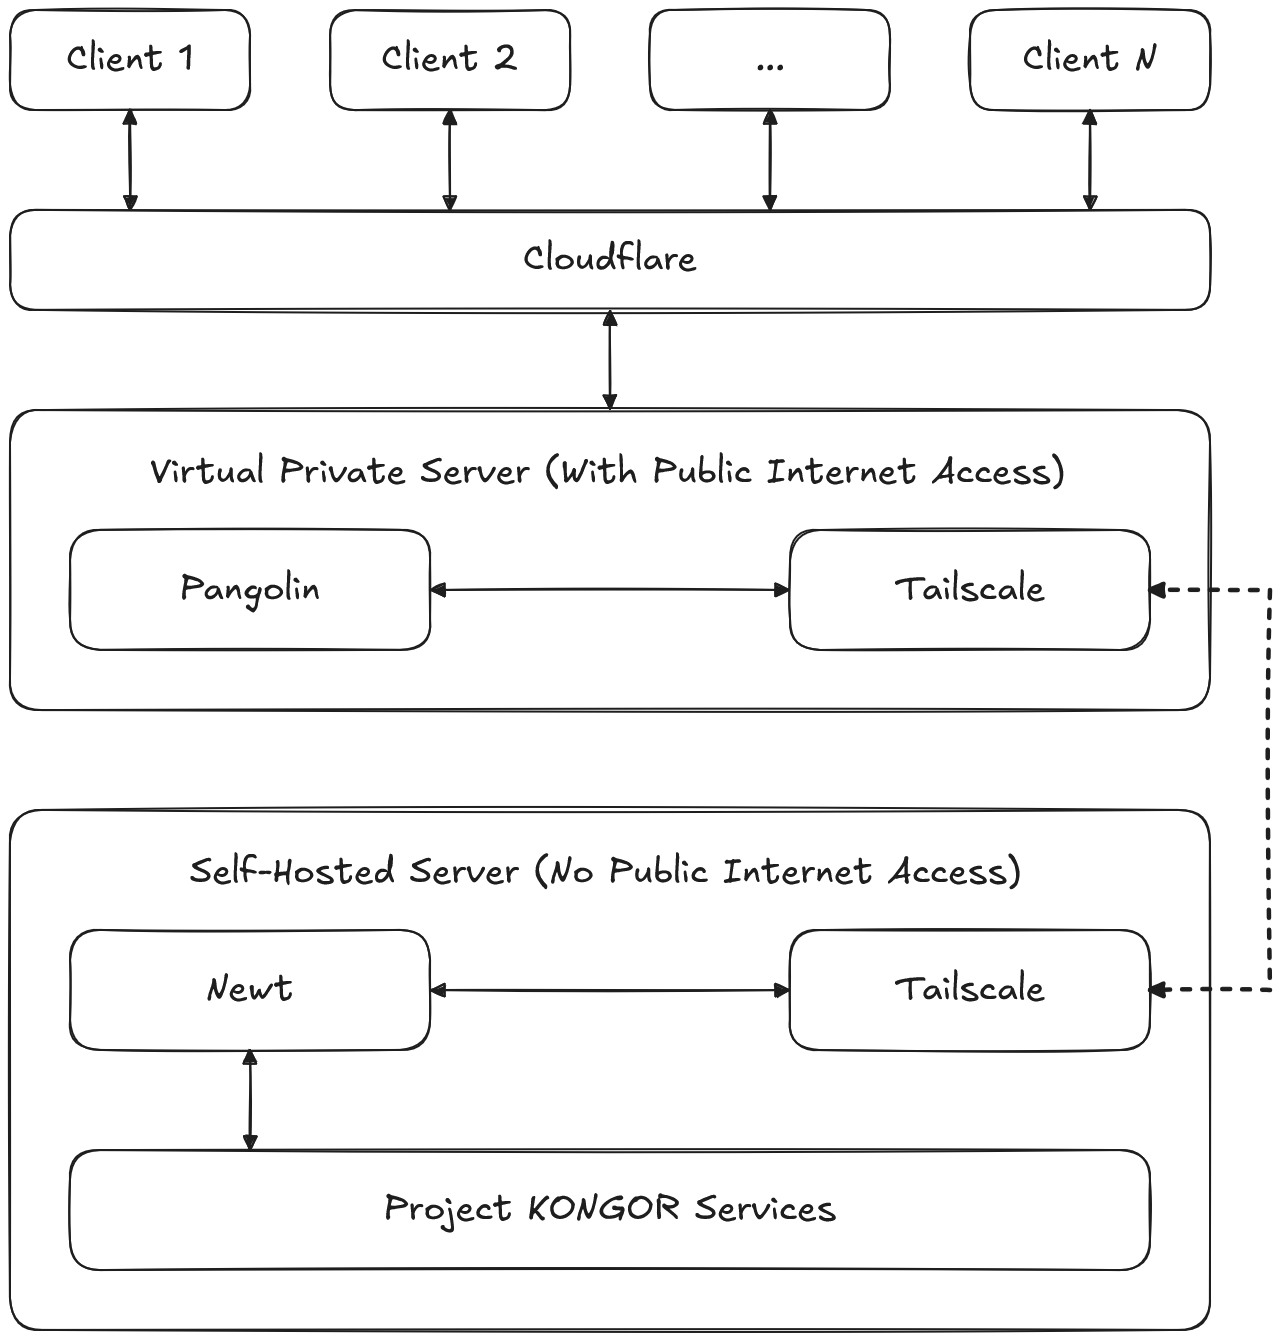 Client 1
Client 2
...
Client N
Cloudflare
Virtual Private Server (With Public Internet Access)
Pangolin
Tailscale
Self-Hosted Server (No Public Internet Access)
Newt
Tailscale
Project KONGOR Services